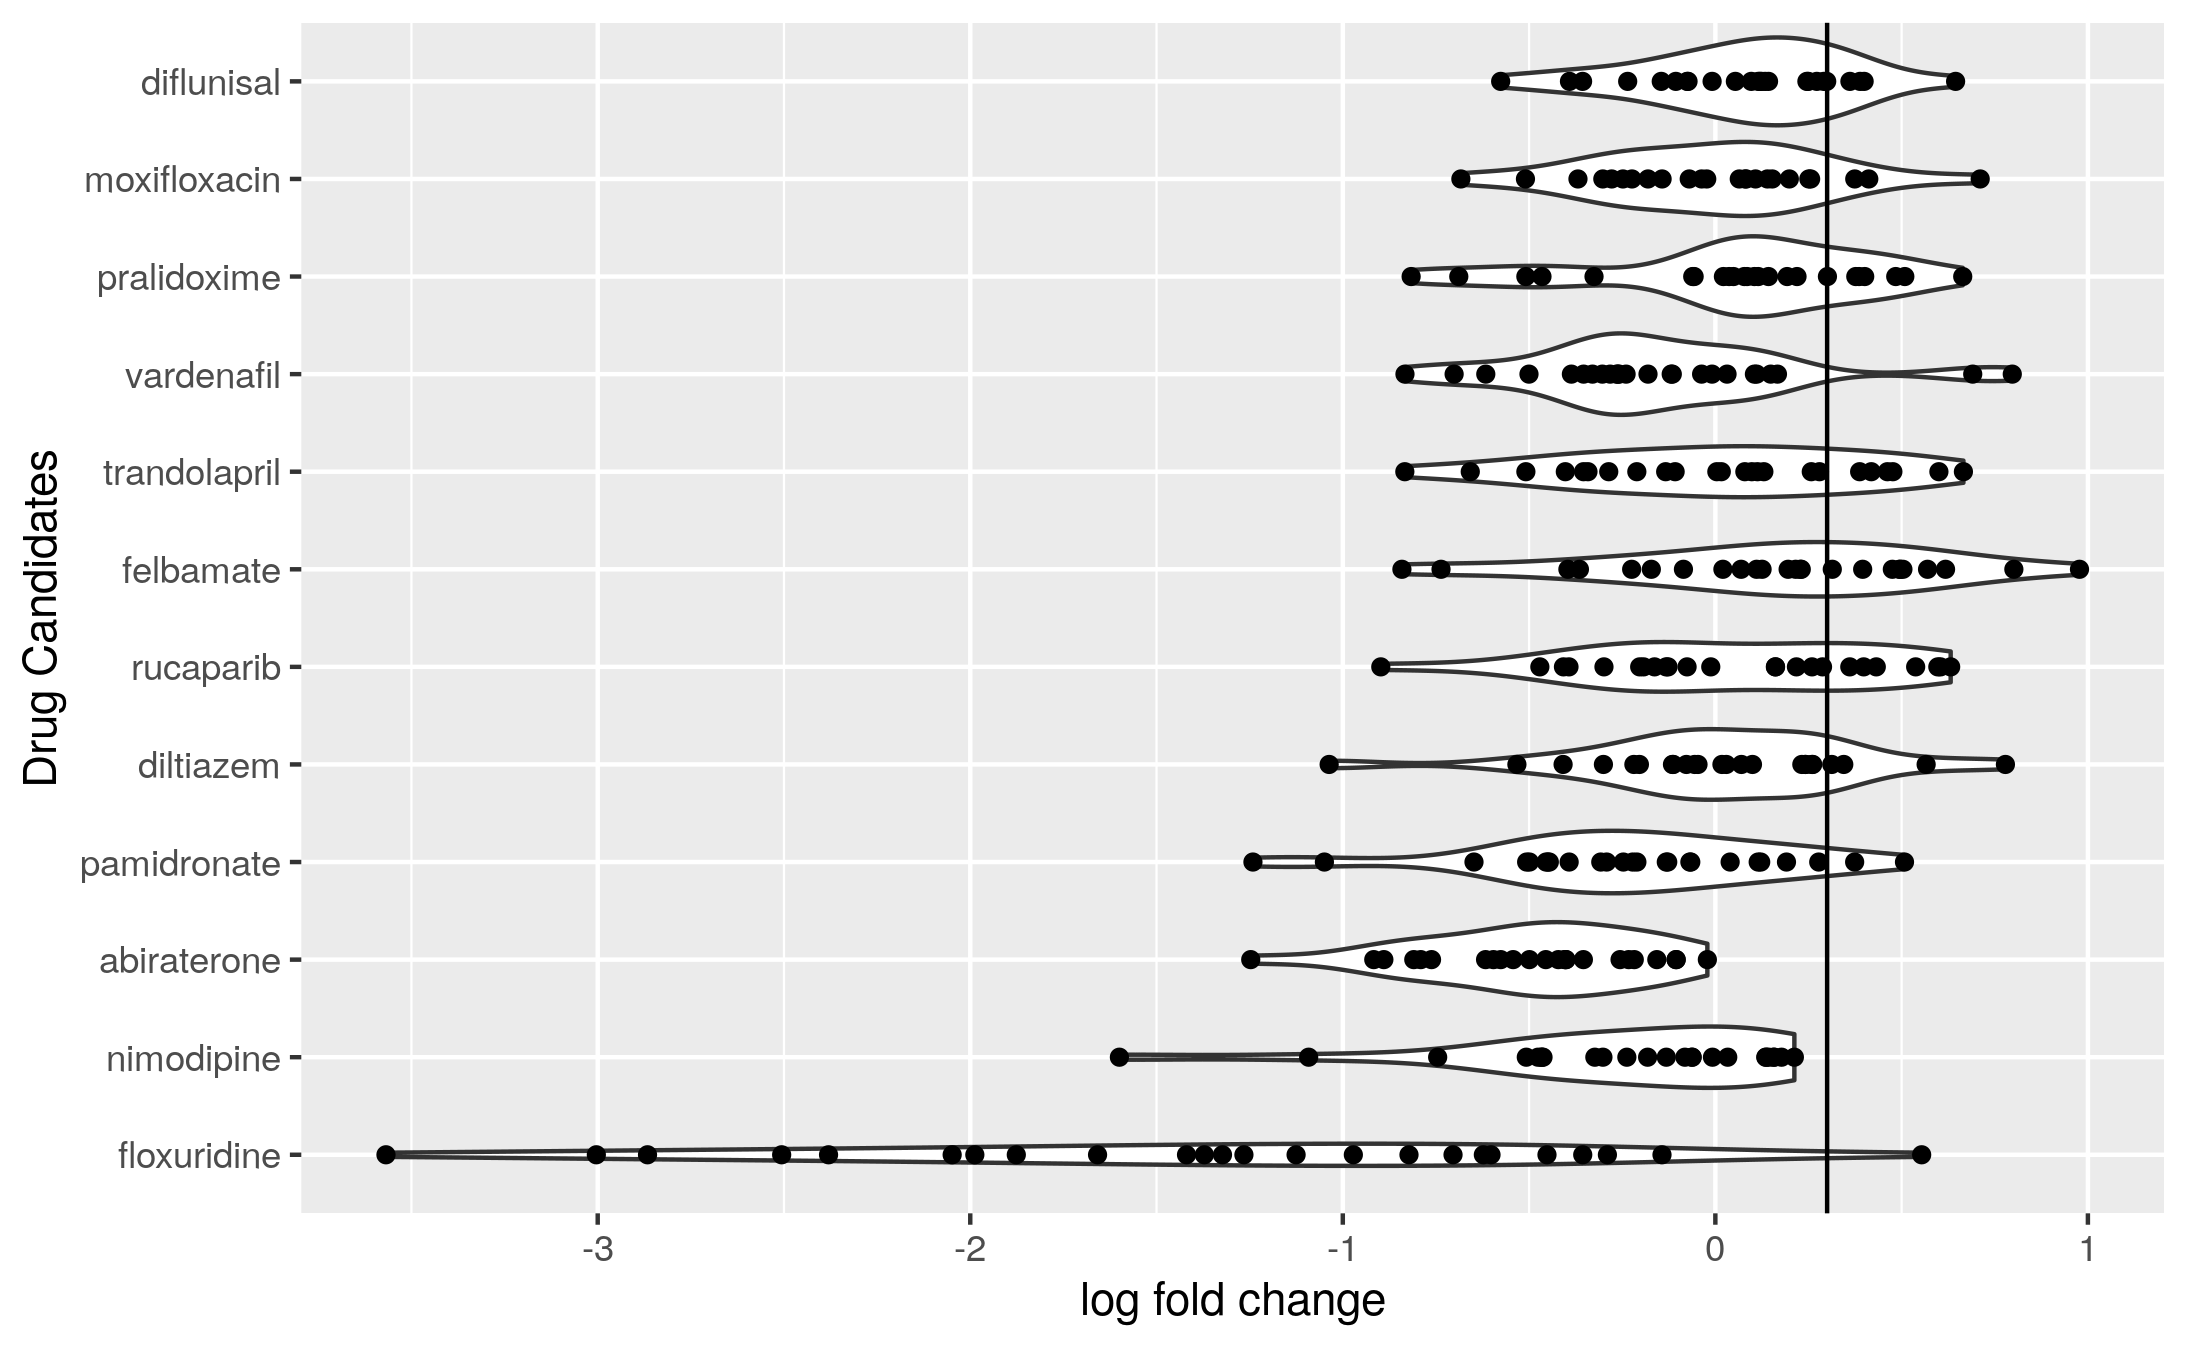 Drug Candidates
diflunisal
moxifloxacin
pralidoxime
vardenafil
trandolapril
felbamate
rucaparib
diltiazem
pamidronate
abiraterone
nimodipine
floxuridine
-3 -2 -1 0 1
log fold change